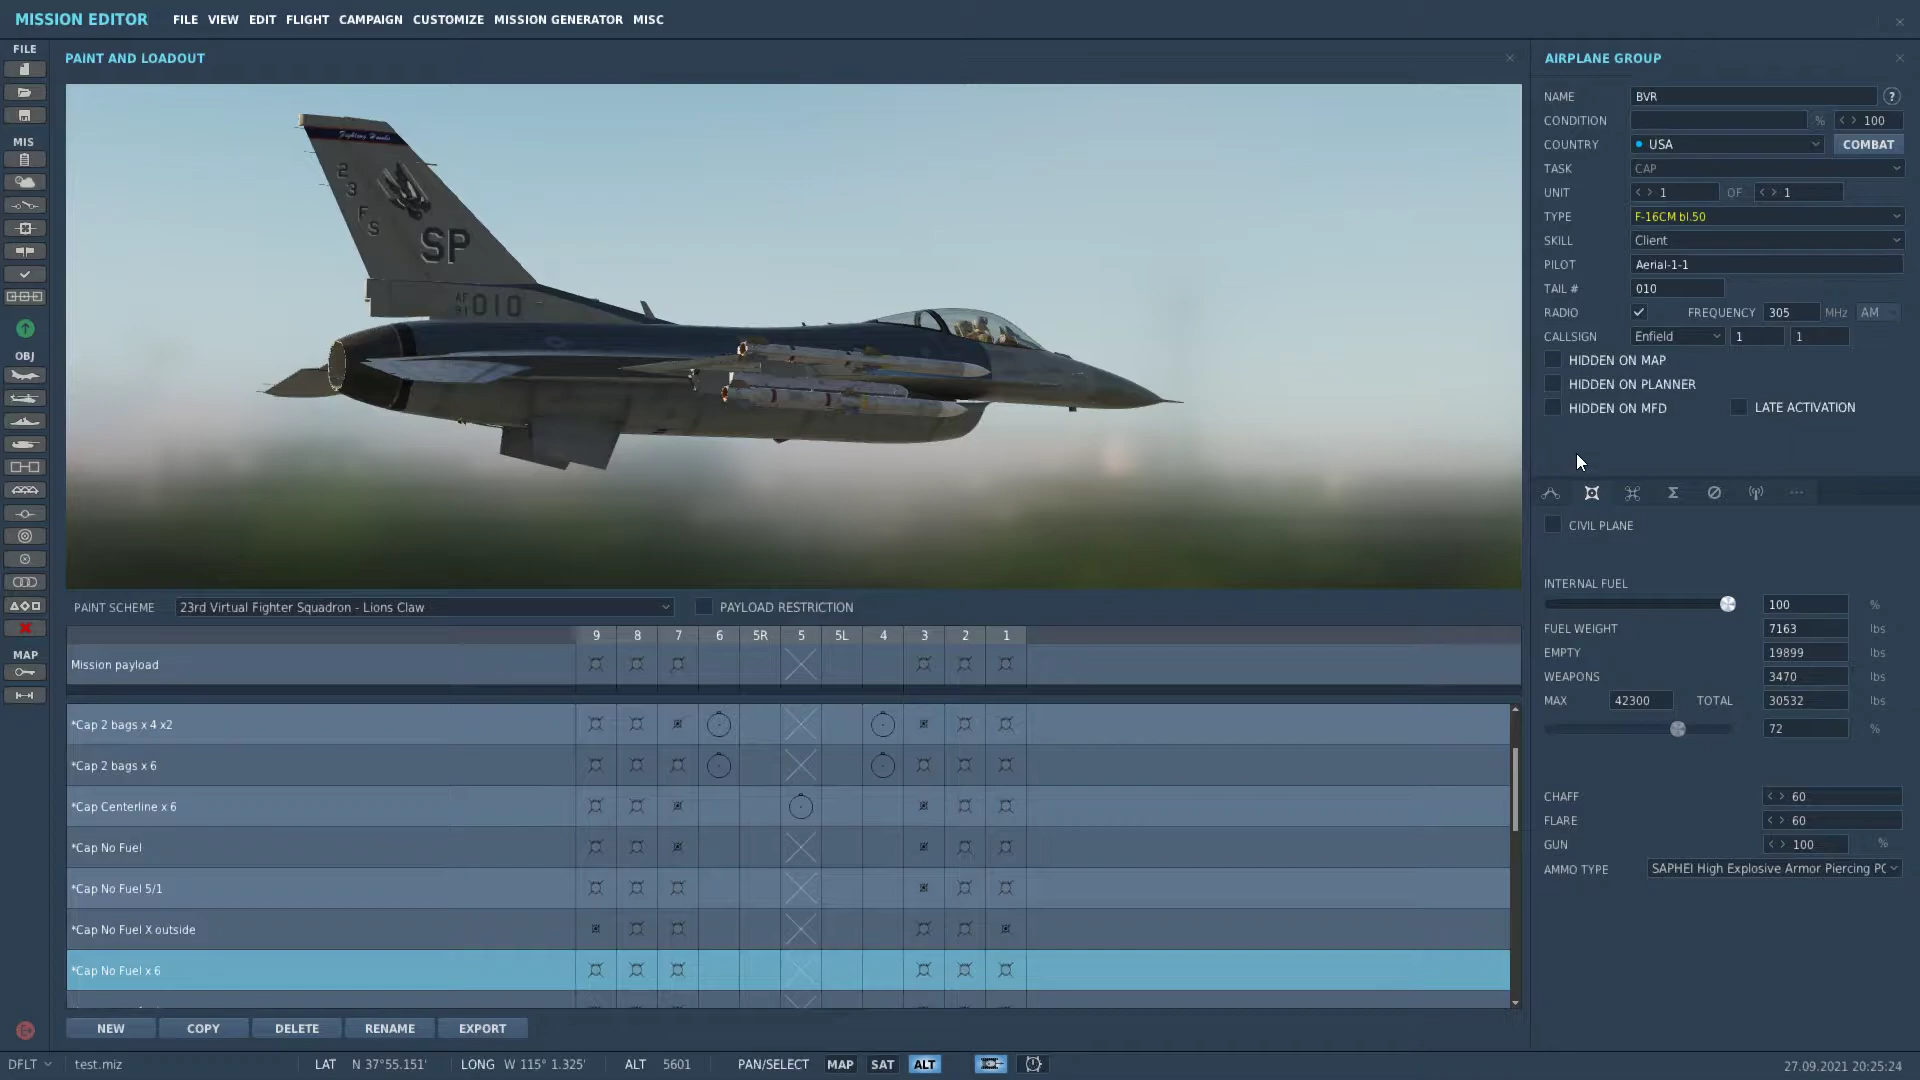 MISSION EDITOR FILE VIEW EDIT FLIGHT CAMPAIGN CUSTOMIZE MISSION GENERATOR MISC
FILE
MIS
OBJ
MAP
PAINT AND LOADOUT
Fighting Hawks
2
3
F
S
SP
AF
91 010
PAINT SCHEME 23rd Virtual Fighter Squadron - Lions Claw PAYLOAD RESTRICTION
9 8 7 6 5R 5 5L 4 3 2 1
Mission payload
*Cap 2 bags x 4 x2
*Cap 2 bags x 6
*Cap Centerline x 6
*Cap No Fuel
*Cap No Fuel 5/1
*Cap No Fuel X outside
*Cap No Fuel x 6
NEW COPY DELETE RENAME EXPORT
AIRPLANE GROUP
NAME BVR ?
CONDITION % < > 100
COUNTRY USA COMBAT
TASK CAP
UNIT < > 1 OF < > 1
TYPE F-16CM bl.50
SKILL Client
PILOT Aerial-1-1
TAIL # 010
RADIO FREQUENCY 305 MHz AM
CALLSIGN Enfield 1 1
HIDDEN ON MAP
HIDDEN ON PLANNER
HIDDEN ON MFD LATE ACTIVATION
CIVIL PLANE
INTERNAL FUEL
100 %
FUEL WEIGHT 7163 lbs
EMPTY 19899 lbs
WEAPONS 3470 lbs
MAX 42300 TOTAL 30532 lbs
72 %
CHAFF < > 60
FLARE < > 60
GUN < > 100 %
AMMO TYPE SAPHEI High Explosive Armor Piercing PG
DFLT test.miz LAT N 37°55.151' LONG W 115° 1.325' ALT 5601 PAN/SELECT MAP SAT ALT 27.09.2021 20:25:24